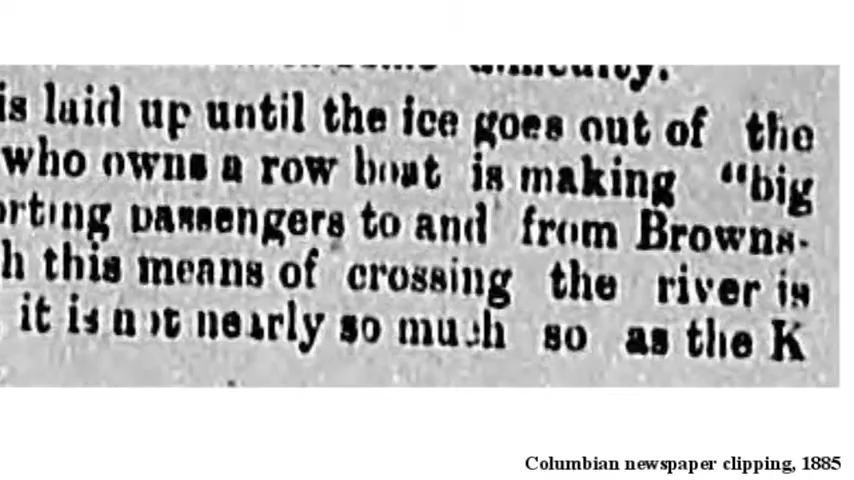 difficulty.
is laid up until the ice goes out of the
who owns a row boat is making "big
rting passengers to and from Browns-
h this means of crossing the river is
it is not nearly so much so as the K
Columbian newspaper clipping, 1885